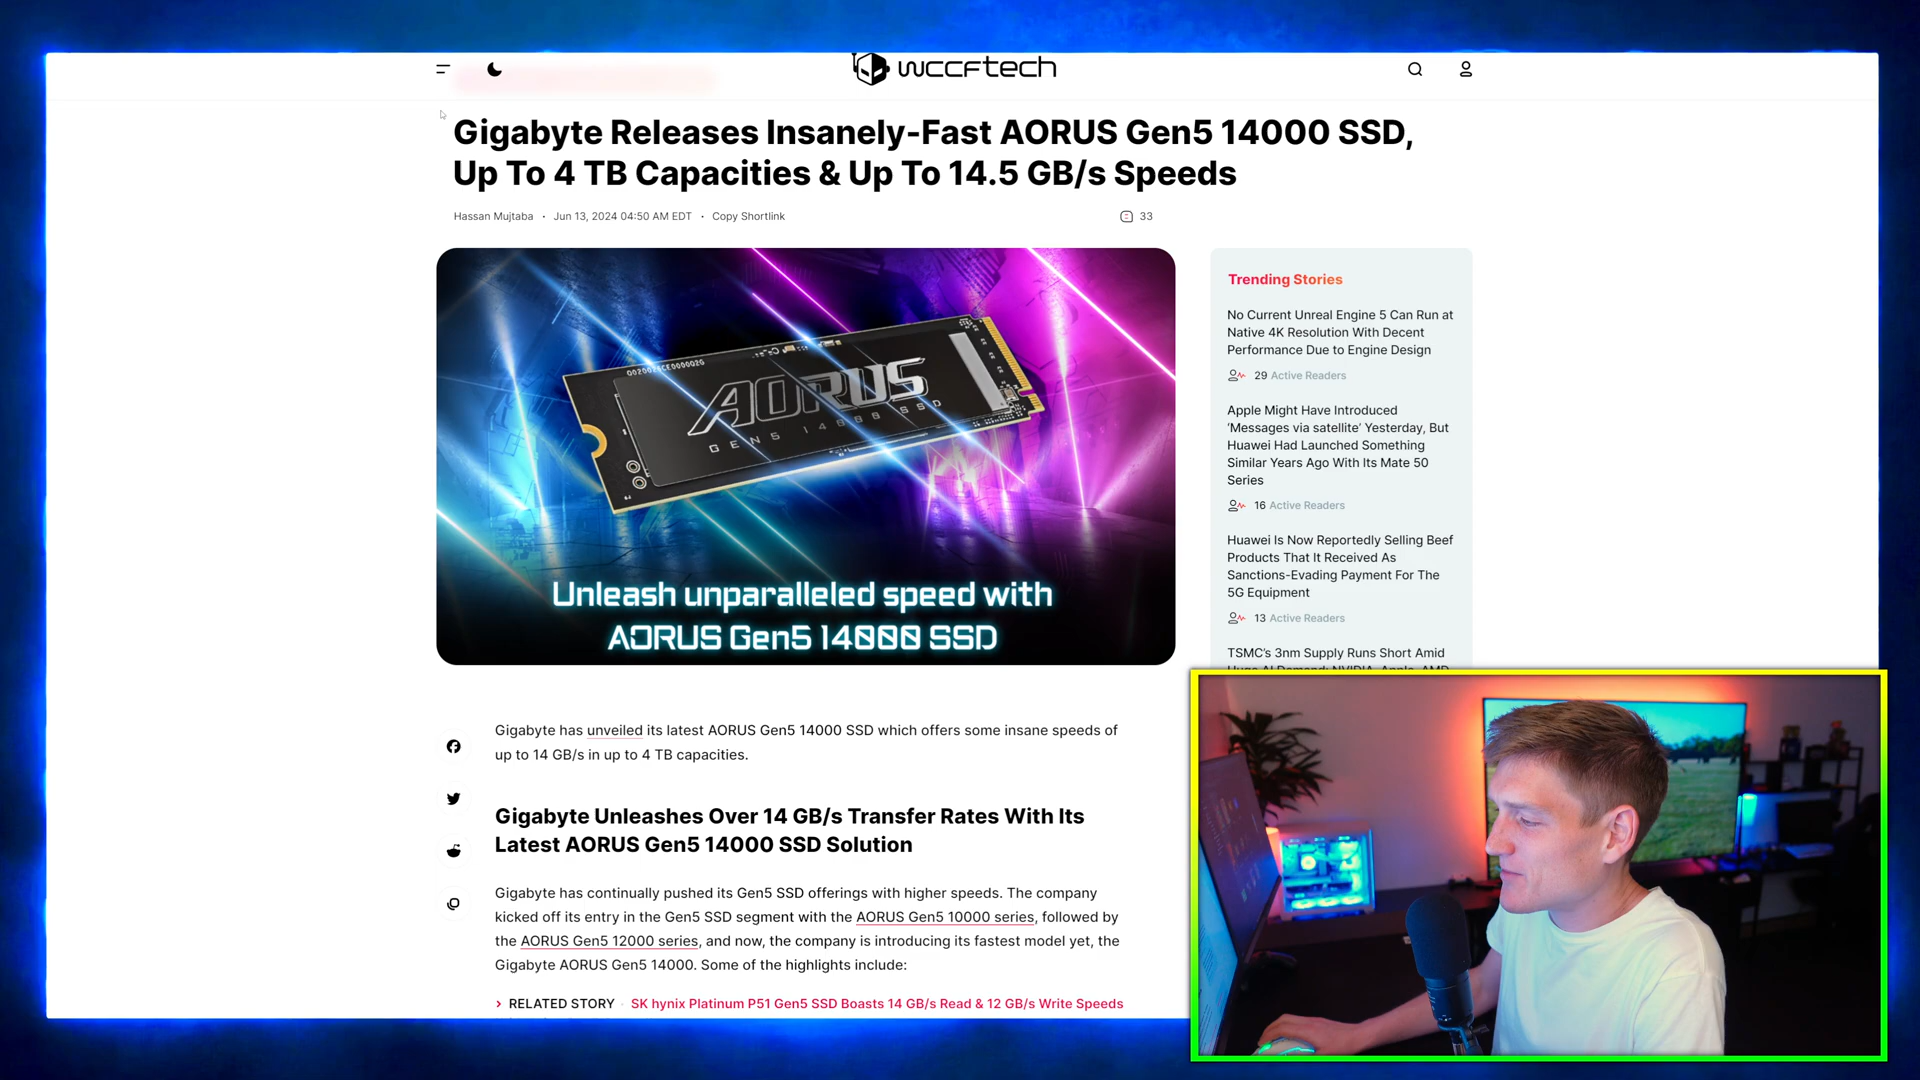 wccftech
Gigabyte Releases Insanely-Fast AORUS Gen5 14000 SSD,
Up To 4 TB Capacities & Up To 14.5 GB/s Speeds
Hassan Mujtaba · Jun 13, 2024 04:50 AM EDT · Copy Shortlink
33
AORUS
GEN5 14000 SSD
Unleash unparalleled speed with
AORUS Gen5 14000 SSD
Trending Stories
No Current Unreal Engine 5 Can Run at
Native 4K Resolution With Decent
Performance Due to Engine Design
29 Active Readers
Apple Might Have Introduced
‘Messages via satellite’ Yesterday, But
Huawei Had Launched Something
Similar Years Ago With Its Mate 50
Series
16 Active Readers
Huawei Is Now Reportedly Selling Beef
Products That It Received As
Sanctions-Evading Payment For The
5G Equipment
13 Active Readers
TSMC’s 3nm Supply Runs Short Amid
Huge AI Demand: NVIDIA, Apple, AMD
Gigabyte has unveiled its latest AORUS Gen5 14000 SSD which offers some insane speeds of
up to 14 GB/s in up to 4 TB capacities.
Gigabyte Unleashes Over 14 GB/s Transfer Rates With Its
Latest AORUS Gen5 14000 SSD Solution
Gigabyte has continually pushed its Gen5 SSD offerings with higher speeds. The company
kicked off its entry in the Gen5 SSD segment with the AORUS Gen5 10000 series, followed by
the AORUS Gen5 12000 series, and now, the company is introducing its fastest model yet, the
Gigabyte AORUS Gen5 14000. Some of the highlights include:
› RELATED STORY · SK hynix Platinum P51 Gen5 SSD Boasts 14 GB/s Read & 12 GB/s Write Speeds